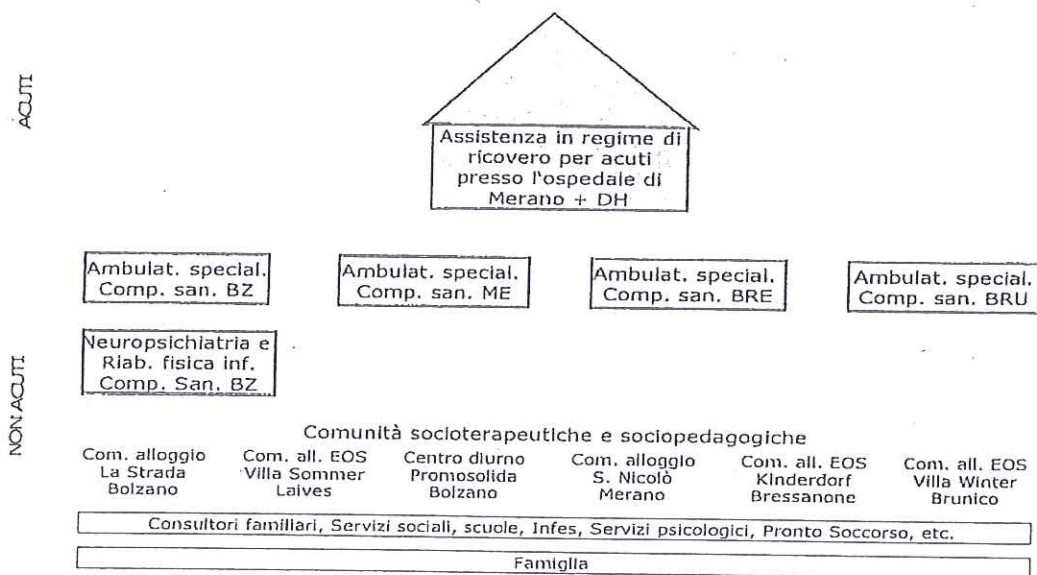 ACUTI
Assistenza in regime di
ricovero per acuti
presso l'ospedale di
Merano + DH
Ambulat. special.
Comp. san. BZ
Ambulat. special.
Comp. san. ME
Ambulat. special.
Comp. san. BRE
Ambulat. special.
Comp. san. BRU
NON ACUTI
Neuropsichiatria e
Riab. fisica inf.
Comp. San. BZ
Comunità socioterapeutiche e sociopedagogiche
Com. alloggio
La Strada
Bolzano
Com. all. EOS
Villa Sommer
Laives
Centro diurno
Promosolida
Bolzano
Com. alloggio
S. Nicolò
Merano
Com. all. EOS
Kinderdorf
Bressanone
Com. all. EOS
Villa Winter
Brunico
Consultori familiari, Servizi sociali, scuole, Infes, Servizi psicologici, Pronto Soccorso, etc.
Famiglia